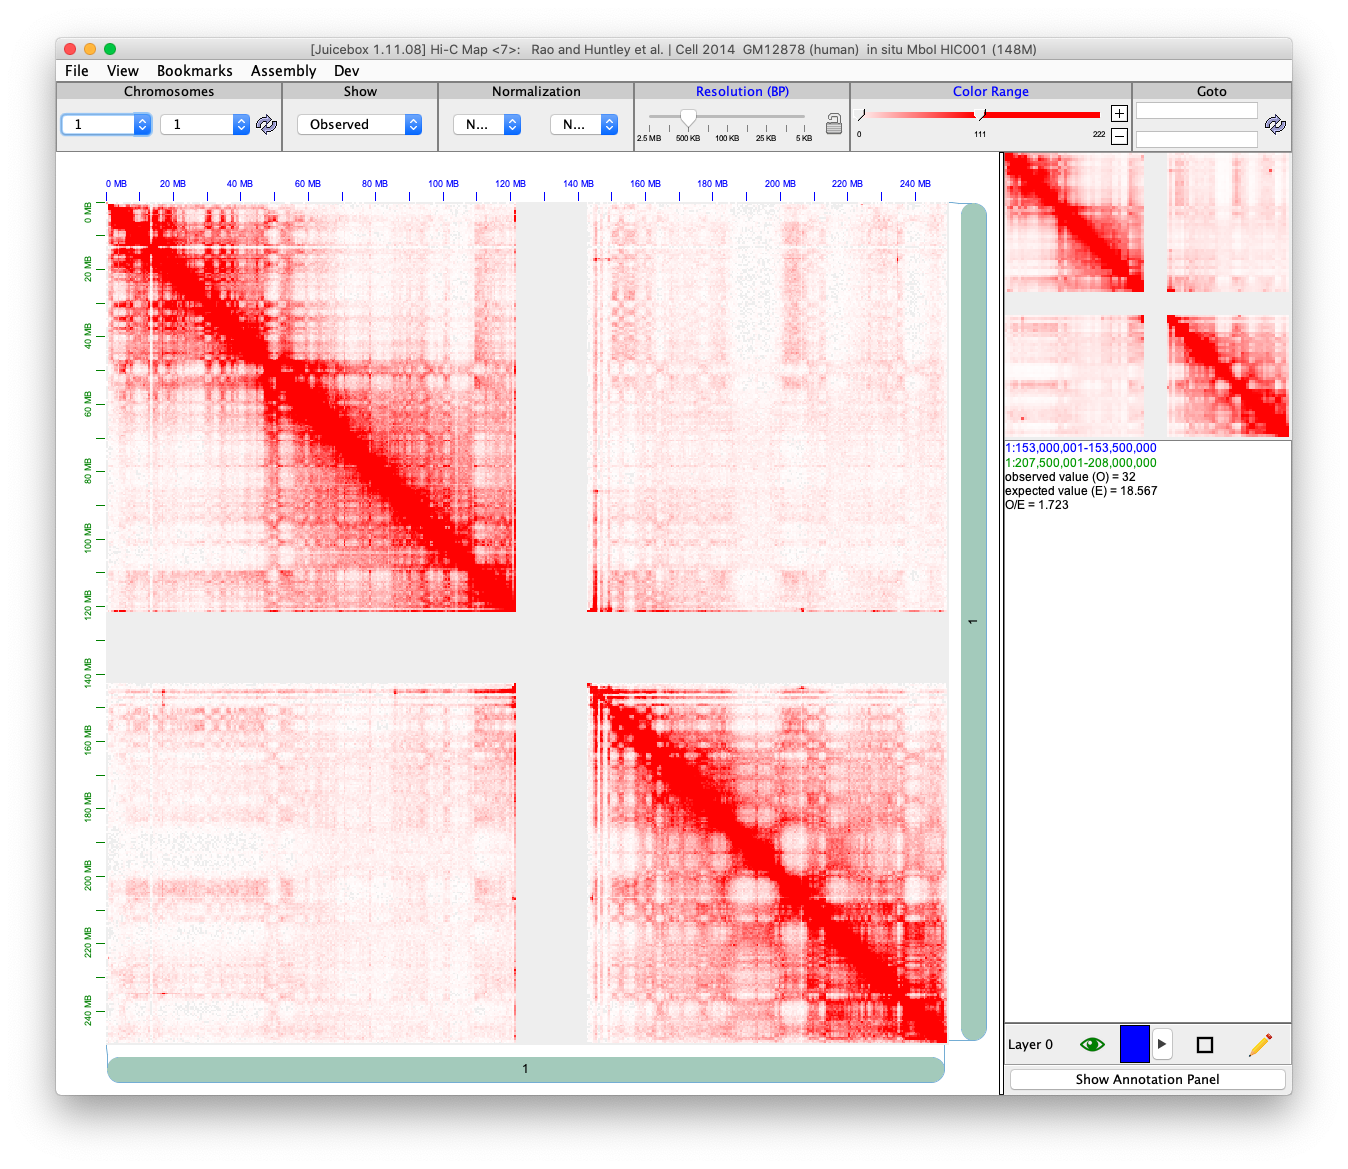 [Juicebox 1.11.08] Hi-C Map <7>: Rao and Huntley et al. | Cell 2014 GM12878 (human) in situ MboI HIC001 (148M)
File View Bookmarks Assembly Dev
Chromosomes Show Normalization Resolution (BP) Color Range Goto
1 1 Observed N... N...
2.5 MB 500 KB 100 KB 25 KB 5 KB
0 111 222
0 MB 20 MB 40 MB 60 MB 80 MB 100 MB 120 MB 140 MB 160 MB 180 MB 200 MB 220 MB 240 MB
0 MB
20 MB
40 MB
60 MB
80 MB
100 MB
120 MB
140 MB
160 MB
180 MB
200 MB
220 MB
240 MB
1
1
1:153,000,001-153,500,000
1:207,500,001-208,000,000
observed value (O) = 32
expected value (E) = 18.567
O/E = 1.723
Layer 0
Show Annotation Panel